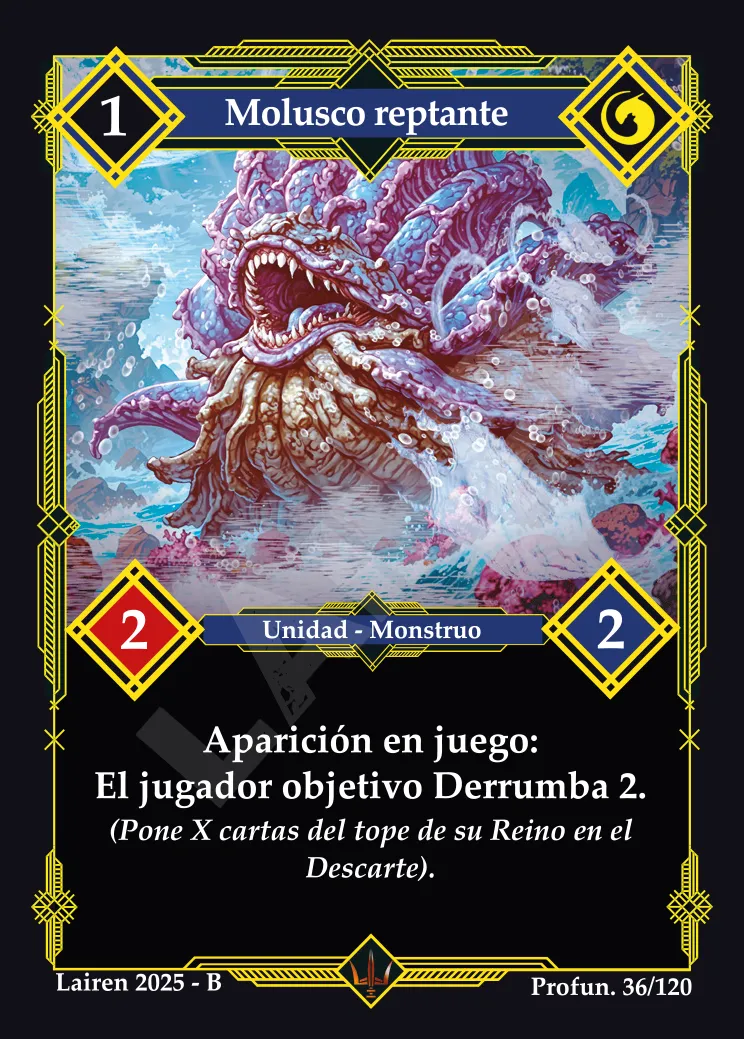 1
Molusco reptante
2
Unidad - Monstruo
2
Aparición en juego:
El jugador objetivo Derrumba 2.
(Pone X cartas del tope de su Reino en el
Descarte).
Lairen 2025 - B
Profun. 36/120